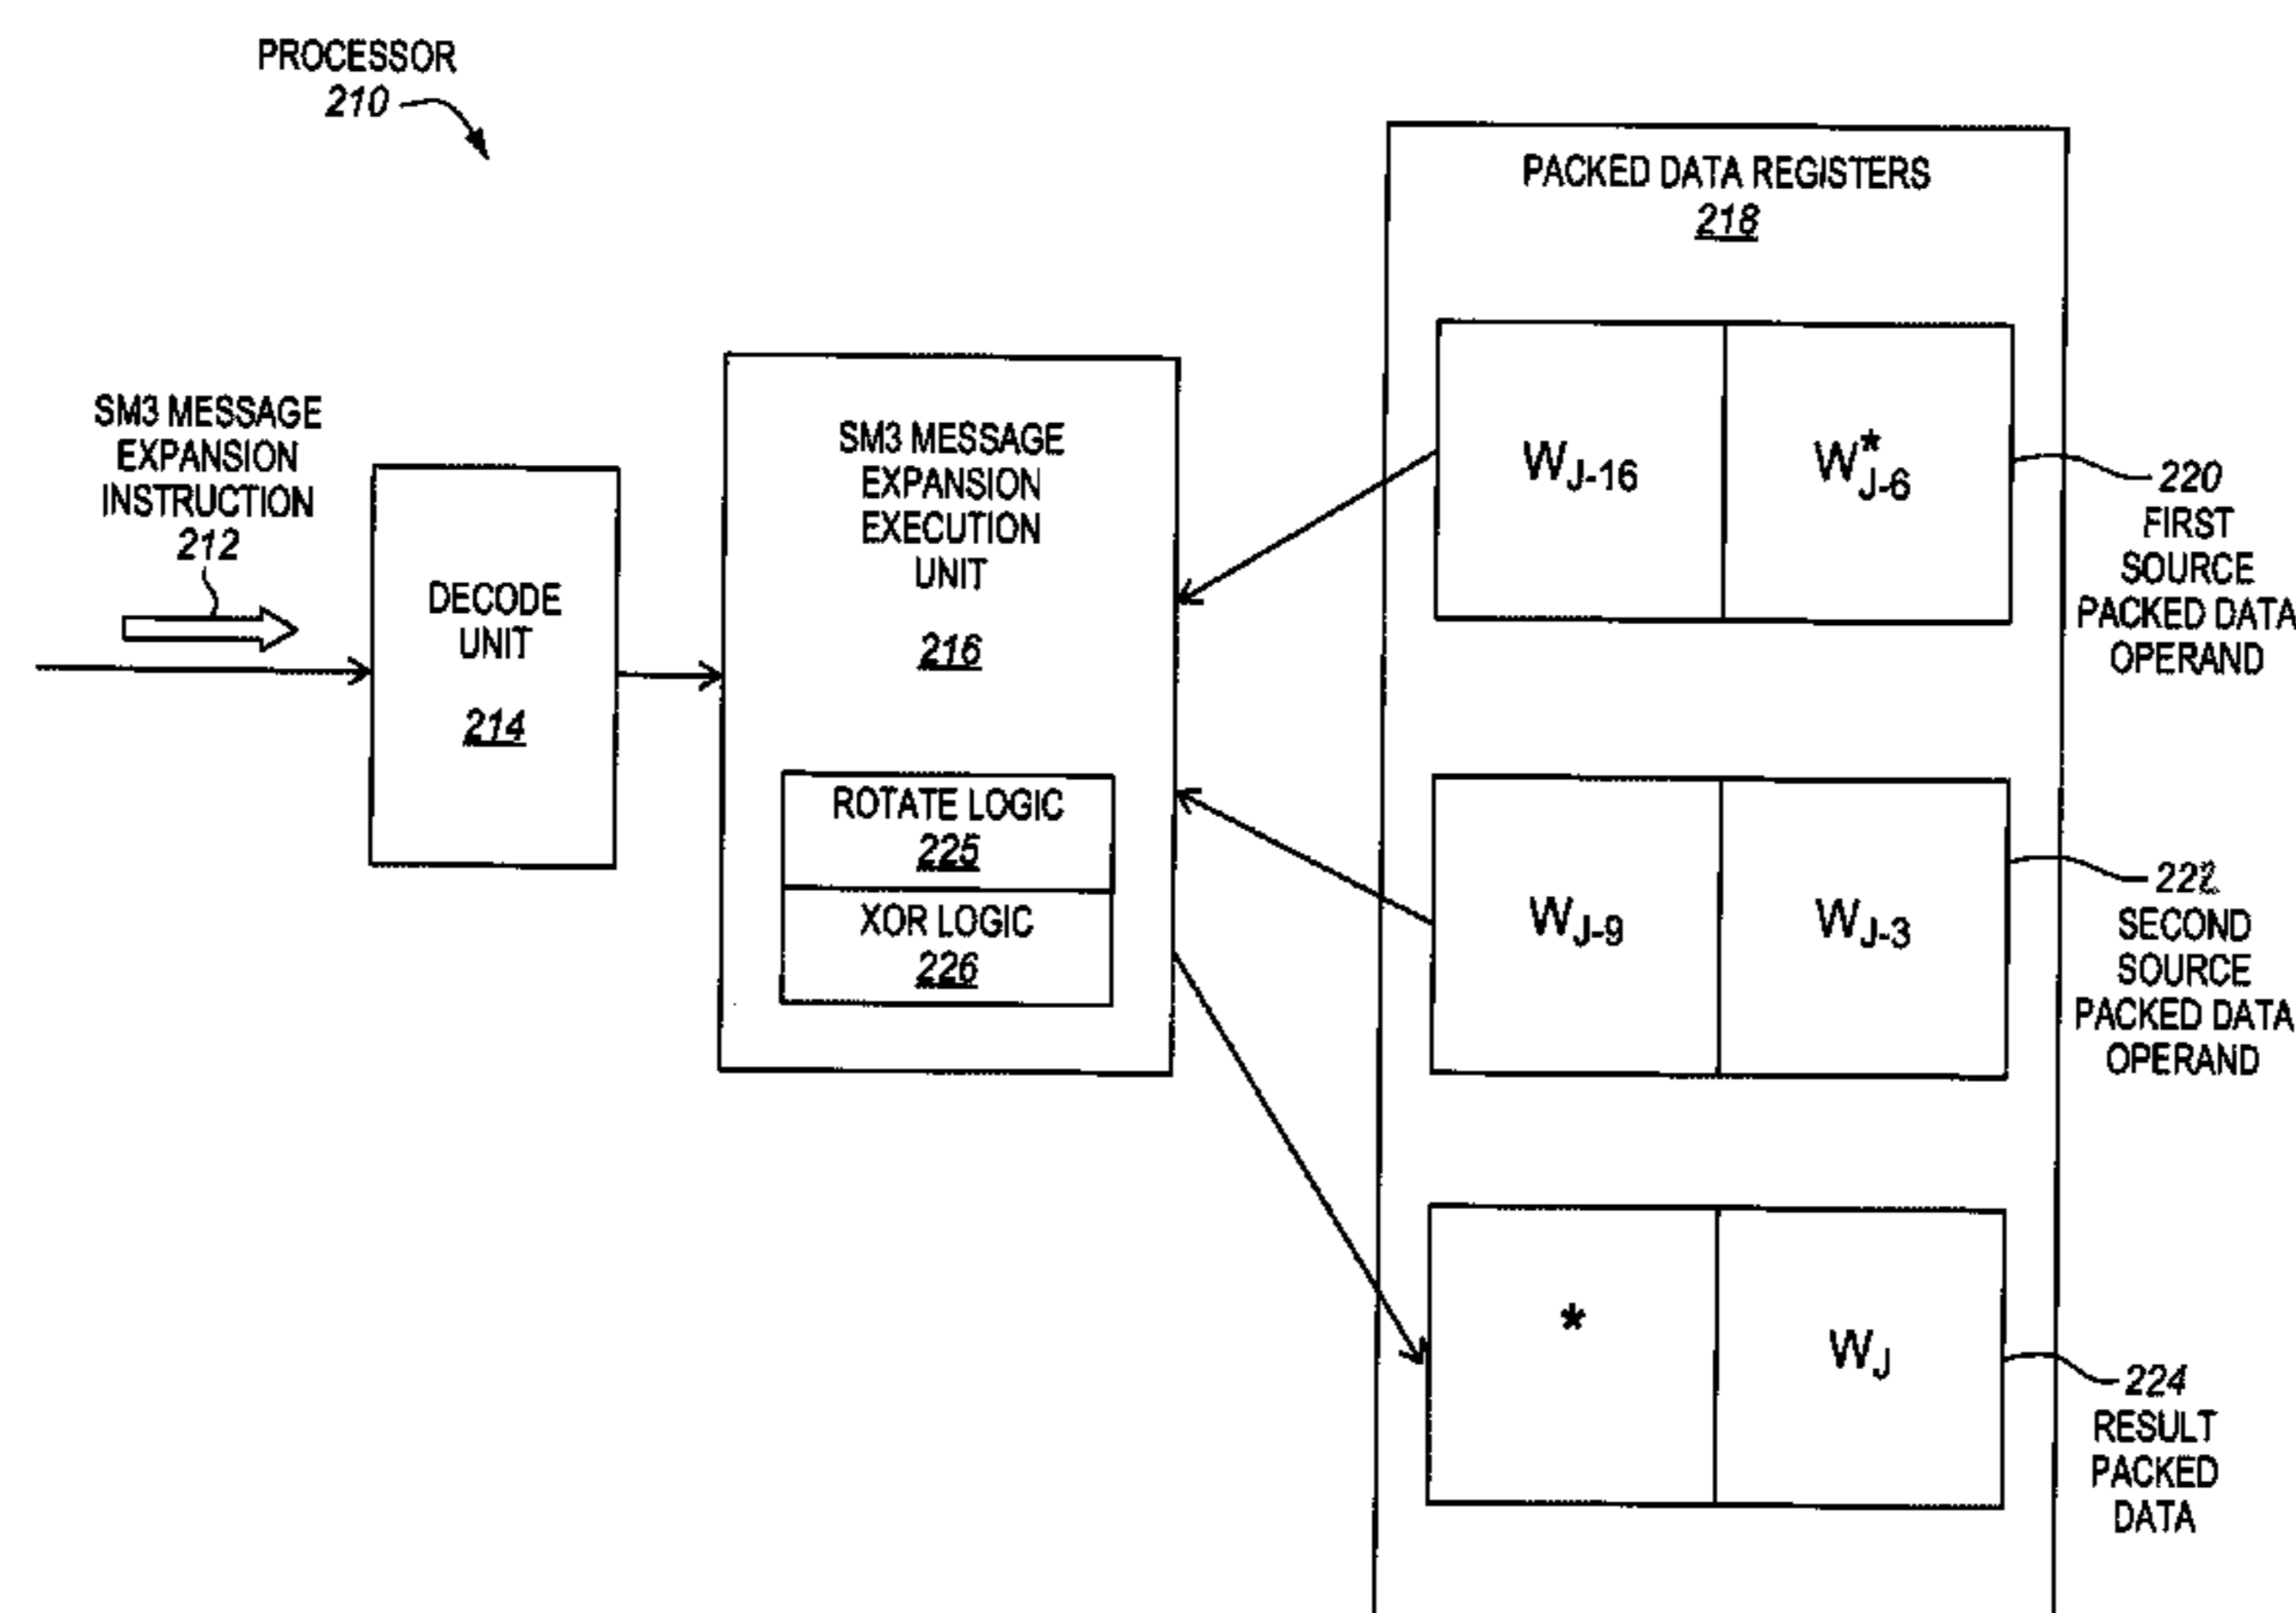 PROCESSOR
210
SM3 MESSAGE
EXPANSION
INSTRUCTION
212
DECODE
UNIT
214
SM3 MESSAGE
EXPANSION
EXECUTION
UNIT
216
ROTATE LOGIC
225
XOR LOGIC
226
PACKED DATA REGISTERS
218
W_{J-16} W^{*}_{J-6}
220
FIRST
SOURCE
PACKED DATA
OPERAND
W_{J-9} W_{J-3}
222
SECOND
SOURCE
PACKED DATA
OPERAND
* W_J
224
RESULT
PACKED
DATA